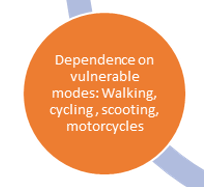 Dependence on
vulnerable
modes: Walking,
cycling , scooting,
motorcycles